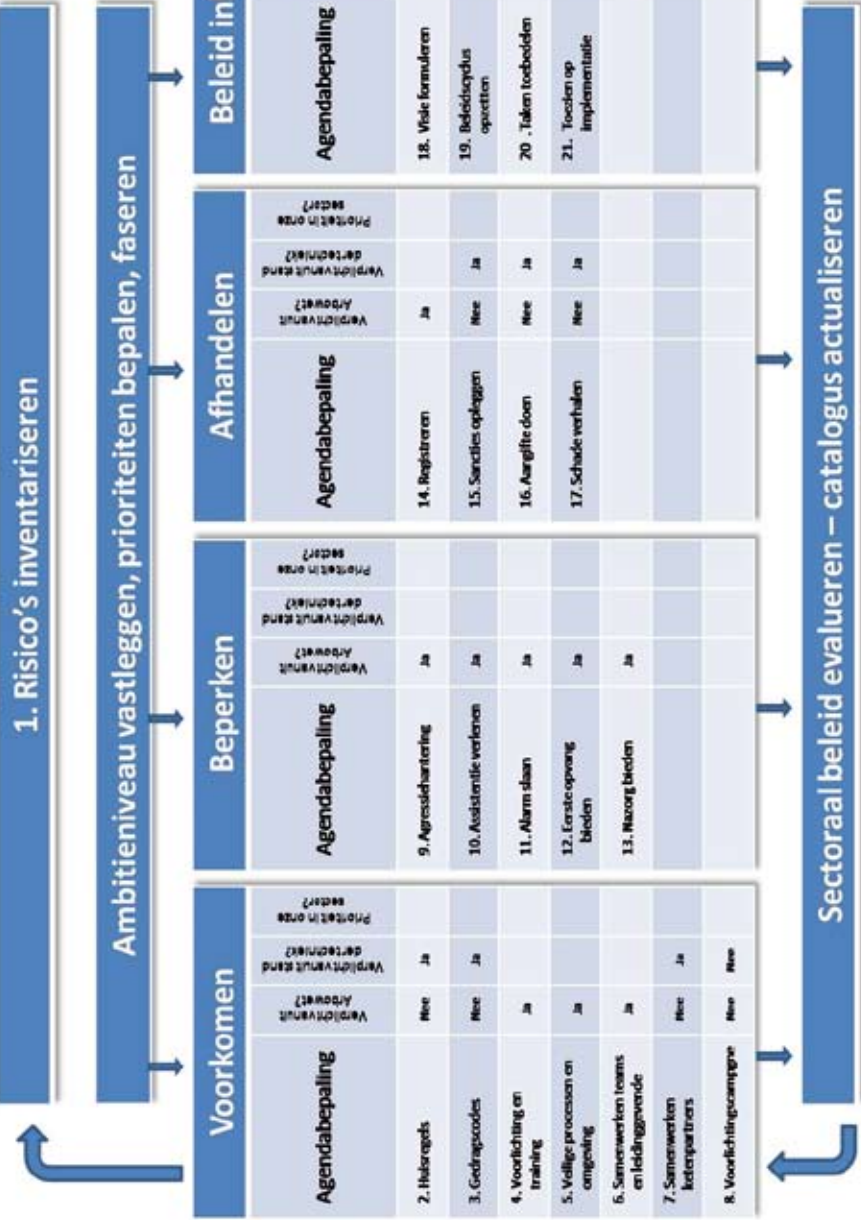 1. Risico's inventariseren
Ambitieniveau vastleggen, prioriteiten bepalen, faseren
Voorkomen
Agendabepaling
Verplicht vanuit
Arbowet?
Verplicht vanuit stand
der techniek?
Prioriteit in onze
sector?
2. Huisregels
Nee
Ja
3. Gedragscodes
Nee
Ja
4. Voorlichting en
training
Ja
5. Veilige processen en
omgeving
Ja
6. Samenwerken teams
en leidinggevende
Ja
7. Samenwerken
ketenpartners
Nee
Ja
8. Voorlichtingscampgne
Nee
Nee
Beperken
Agendabepaling
Verplicht vanuit
Arbowet?
Verplicht vanuit stand
der techniek?
Prioriteit in onze
sector?
9. Agressiehantering
Ja
10. Assistentie verlenen
Ja
11. Alarm slaan
Ja
12. Eerste opvang
bieden
Ja
13. Nazorg bieden
Ja
Afhandelen
Agendabepaling
Verplicht vanuit
Arbowet?
Verplicht vanuit stand
der techniek?
Prioriteit in onze
sector?
14. Registreren
Ja
15. Sancties opleggen
Nee
Ja
16. Aangifte doen
Nee
Ja
17. Schade verhalen
Nee
Ja
Beleid in
Agendabepaling
18. Visie formuleren
19. Beleidscyclus
opzetten
20 . Taken toebedelen
21. Toezien op
implementatie
Sectoraal beleid evalueren – catalogus actualiseren